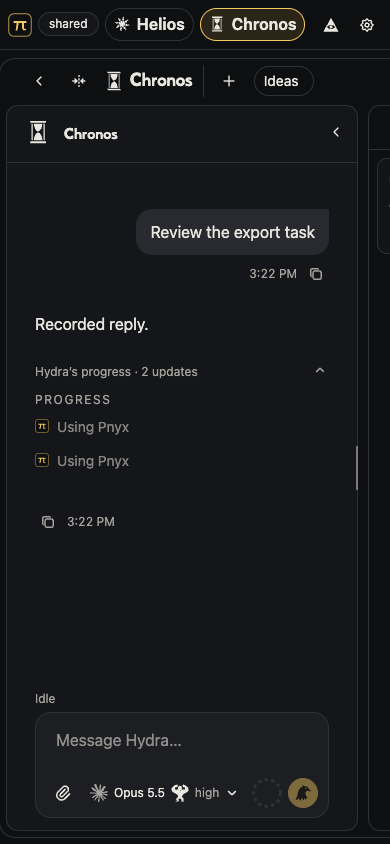 π shared Helios Chronos
Chronos + Ideas
Chronos
Review the export task
3:22 PM
Recorded reply.
Hydra's progress · 2 updates
PROGRESS
π Using Pnyx
π Using Pnyx
3:22 PM
Idle
Message Hydra...
Opus 5.5 high